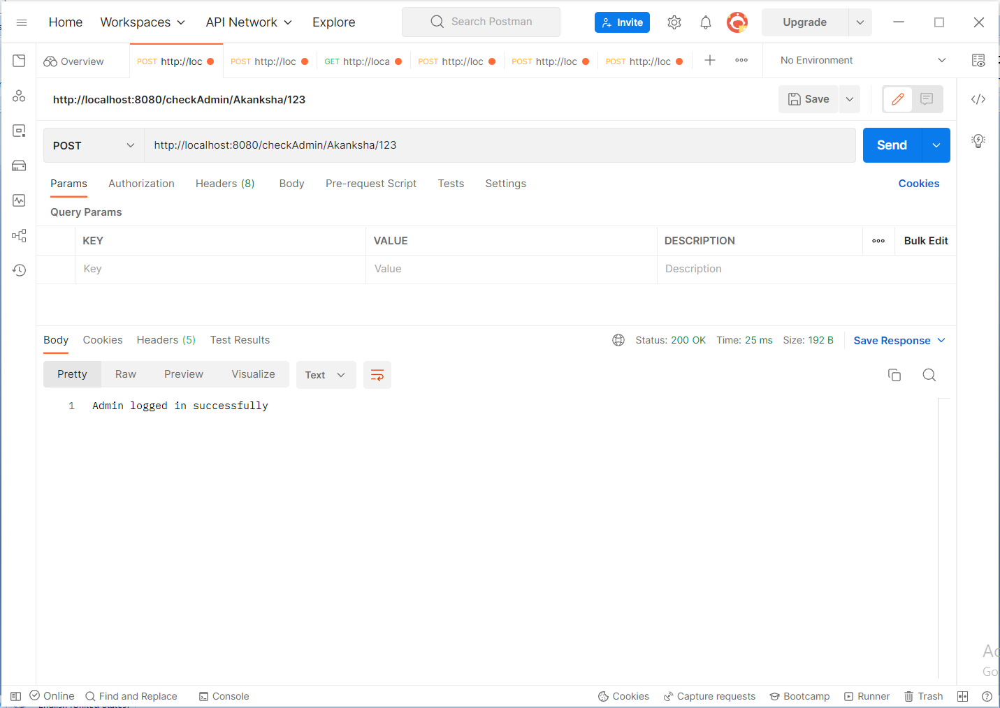 Home Workspaces API Network Explore Search Postman Invite Upgrade
Overview POST http://loc POST http://loc GET http://loca POST http://loc POST http://loc POST http://loc No Environment
http://localhost:8080/checkAdmin/Akanksha/123 Save
POST http://localhost:8080/checkAdmin/Akanksha/123 Send
Params Authorization Headers (8) Body Pre-request Script Tests Settings Cookies
Query Params
KEY VALUE DESCRIPTION Bulk Edit
Key Value Description
Body Cookies Headers (5) Test Results Status: 200 OK Time: 25 ms Size: 192 B Save Response
Pretty Raw Preview Visualize Text
1 Admin logged in successfully
Ac
Go
Online Find and Replace Console Cookies Capture requests Bootcamp Runner Trash